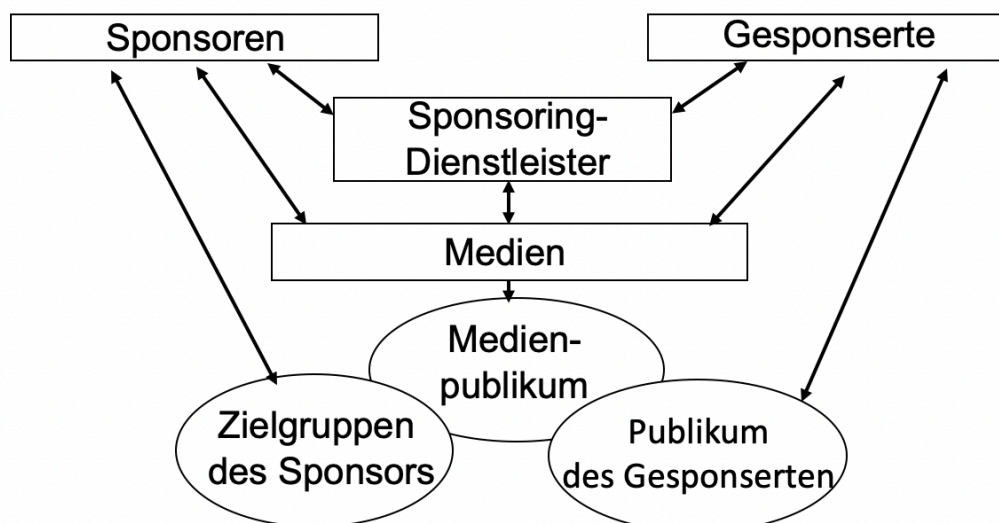 Sponsoren
Gesponserte
Sponsoring-
Dienstleister
Medien
Medien-
publikum
Zielgruppen
des Sponsors
Publikum
des Gesponserten